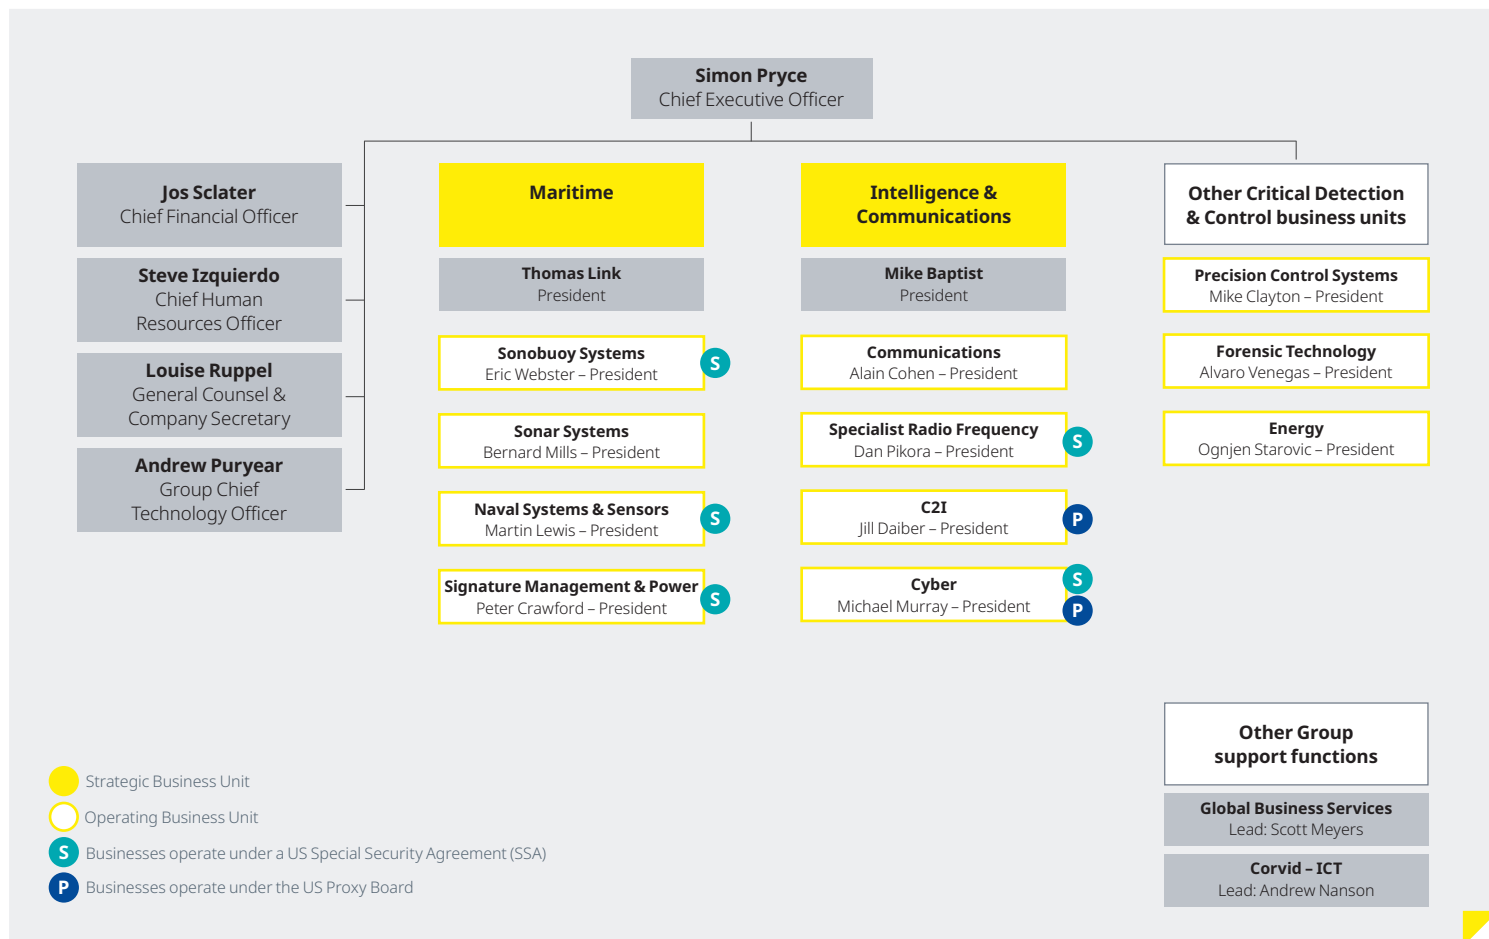 Simon Pryce
Chief Executive Officer
Jos Sclater
Chief Financial Officer
Steve Izquierdo
Chief Human
Resources Officer
Louise Ruppel
General Counsel &
Company Secretary
Andrew Puryear
Group Chief
Technology Officer
Maritime
Thomas Link
President
Sonobuoy Systems
Eric Webster – President
S
Sonar Systems
Bernard Mills – President
Naval Systems & Sensors
Martin Lewis – President
S
Signature Management & Power
Peter Crawford – President
S
Intelligence &
Communications
Mike Baptist
President
Communications
Alain Cohen – President
Specialist Radio Frequency
Dan Pikora – President
S
C2I
Jill Daiber – President
P
Cyber
Michael Murray – President
S
P
Other Critical Detection
& Control business units
Precision Control Systems
Mike Clayton – President
Forensic Technology
Alvaro Venegas – President
Energy
Ognjen Starovic – President
Other Group
support functions
Global Business Services
Lead: Scott Meyers
Corvid – ICT
Lead: Andrew Nanson
Strategic Business Unit
Operating Business Unit
S Businesses operate under a US Special Security Agreement (SSA)
P Businesses operate under the US Proxy Board